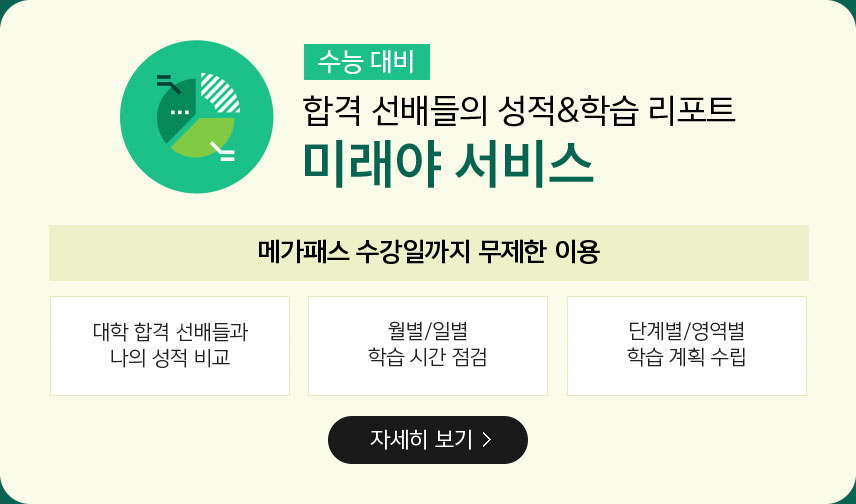 수능 대비
합격 선배들의 성적&학습 리포트
미래야 서비스
메가패스 수강일까지 무제한 이용
대학 합격 선배들과
나의 성적 비교
월별/일별
학습 시간 점검
단계별/영역별
학습 계획 수립
자세히 보기 >